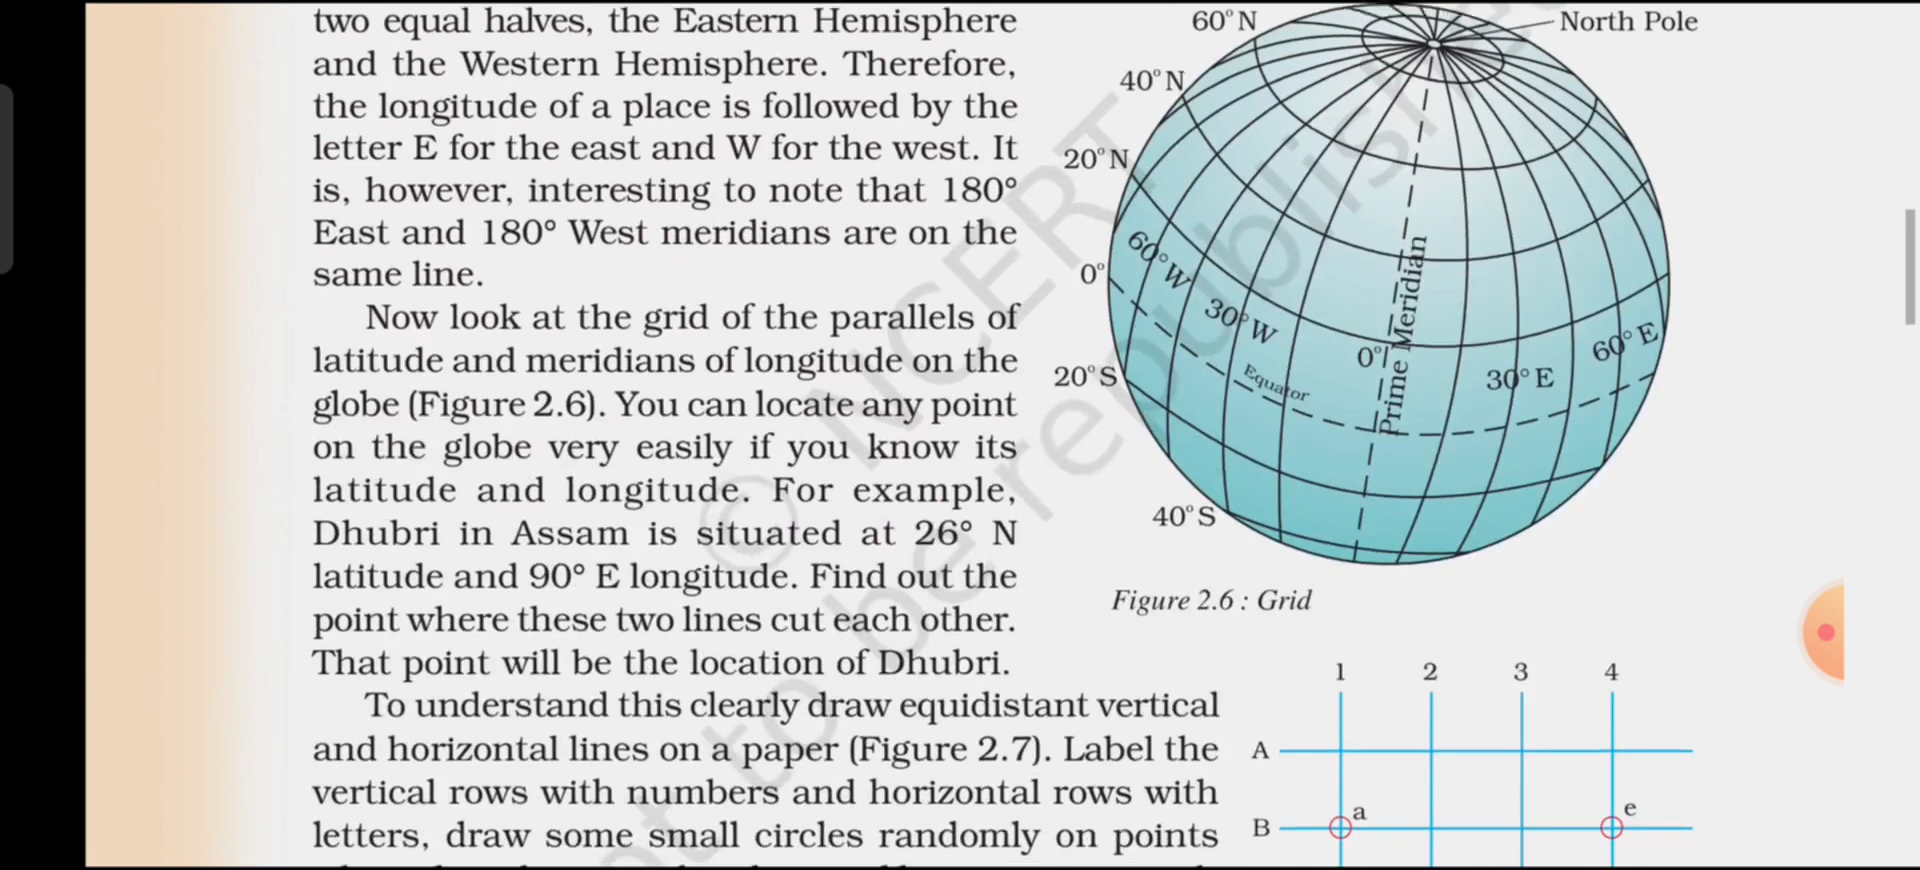 two equal halves, the Eastern Hemisphere
and the Western Hemisphere. Therefore,
the longitude of a place is followed by the
letter E for the east and W for the west. It
is, however, interesting to note that 180°
East and 180° West meridians are on the
same line.
Now look at the grid of the parallels of
latitude and meridians of longitude on the
globe (Figure 2.6). You can locate any point
on the globe very easily if you know its
latitude and longitude. For example,
Dhubri in Assam is situated at 26° N
latitude and 90° E longitude. Find out the
point where these two lines cut each other.
That point will be the location of Dhubri.
To understand this clearly draw equidistant vertical
and horizontal lines on a paper (Figure 2.7). Label the
vertical rows with numbers and horizontal rows with
letters, draw some small circles randomly on points
60° N
North Pole
40° N
20° N
0°
20° S
40° S
60° W
30° W
0°
30° E
60° E
Equator
Prime Meridian
Figure 2.6 : Grid
1 2 3 4
A
B
a
e
© NCERT
to be republish